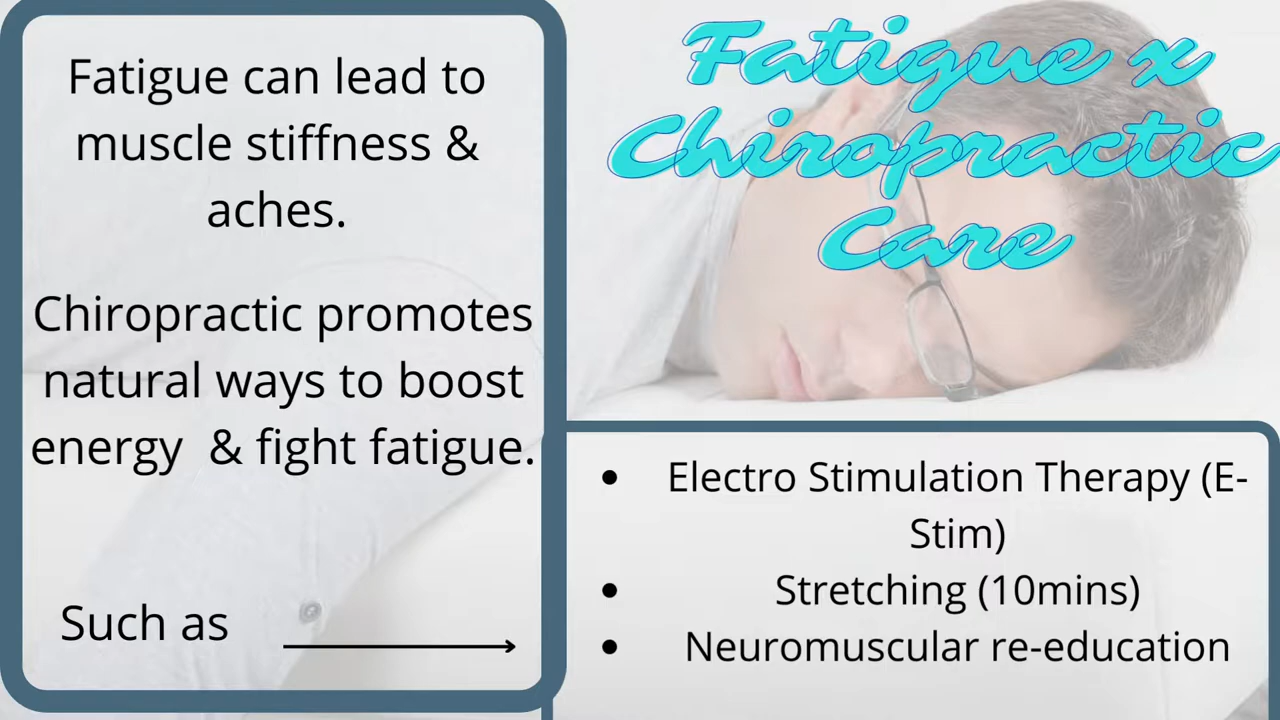 Fatigue x
Chiropractic
Care
Fatigue can lead to
muscle stiffness &
aches.
Chiropractic promotes
natural ways to boost
energy  & fight fatigue.
Such as
• Electro Stimulation Therapy (E-
Stim)
• Stretching (10mins)
• Neuromuscular re-education